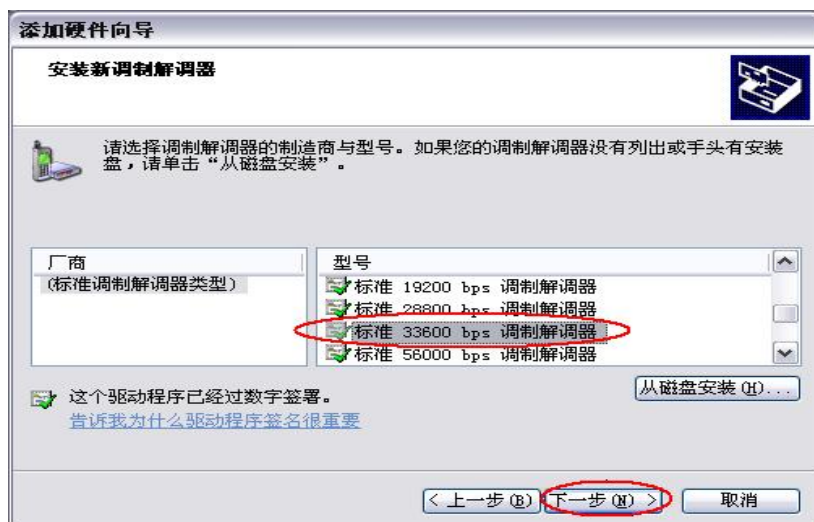 添加硬件向导
安装新调制解调器
请选择调制解调器的制造商与型号。如果您的调制解调器没有列出或手头有安装
盘，请单击“从磁盘安装”。
厂商
(标准调制解调器类型)
型号
标准 19200 bps 调制解调器
标准 28800 bps 调制解调器
标准 33600 bps 调制解调器
标准 56000 bps 调制解调器
这个驱动程序已经过数字签署。
告诉我为什么驱动程序签名很重要
从磁盘安装(H)...
< 上一步(B)
下一步(N) >
取消